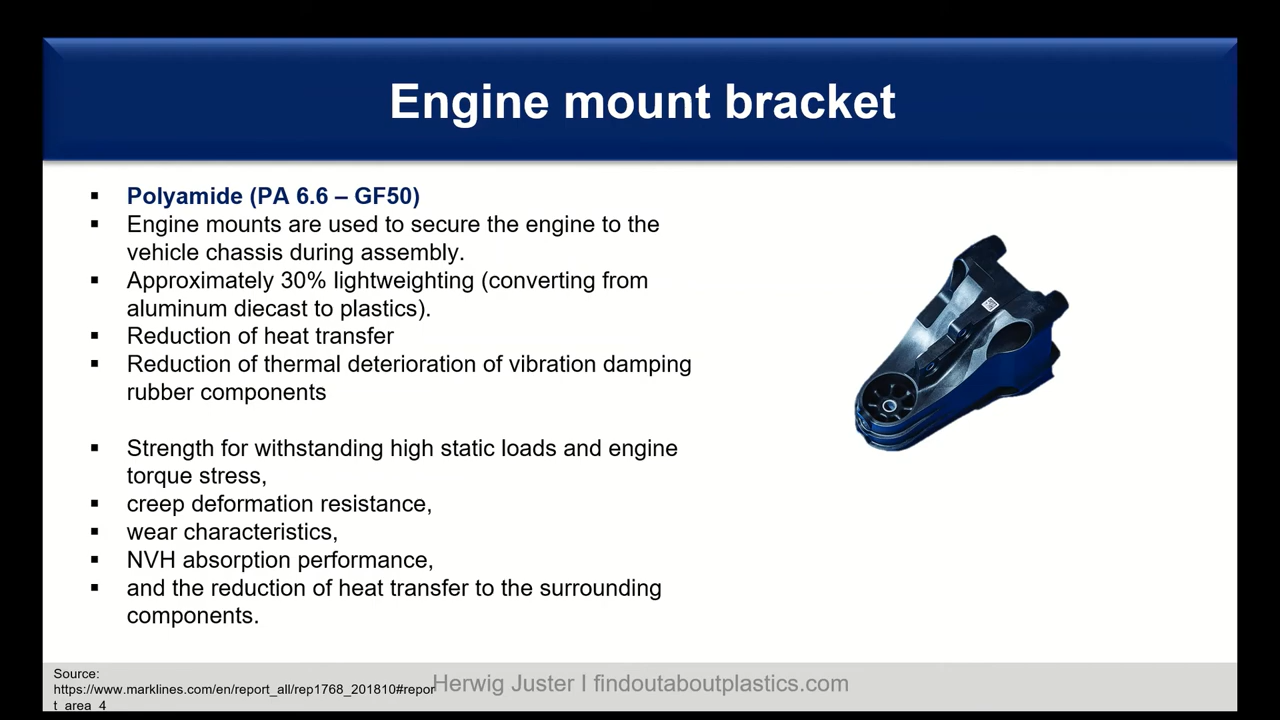 Engine mount bracket
▪ Polyamide (PA 6.6 – GF50)
▪ Engine mounts are used to secure the engine to the
vehicle chassis during assembly.
▪ Approximately 30% lightweighting (converting from
aluminum diecast to plastics).
▪ Reduction of heat transfer
▪ Reduction of thermal deterioration of vibration damping
rubber components
▪ Strength for withstanding high static loads and engine
torque stress,
▪ creep deformation resistance,
▪ wear characteristics,
▪ NVH absorption performance,
▪ and the reduction of heat transfer to the surrounding
components.
Source:
https://www.marklines.com/en/report_all/rep1768_201810#repor
t_area_4
Herwig Juster I findoutaboutplastics.com